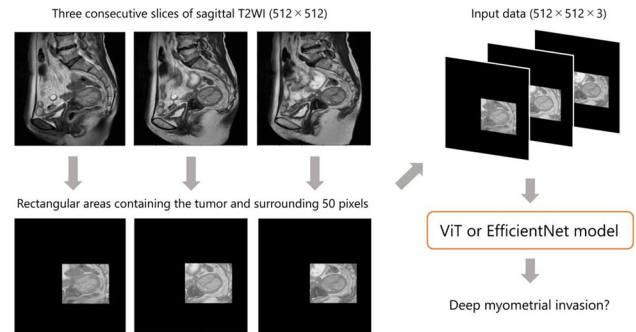 Three consecutive slices of sagittal T2WI (512×512)
Input data (512×512×3)
Rectangular areas containing the tumor and surrounding 50 pixels
ViT or EfficientNet model
Deep myometrial invasion?